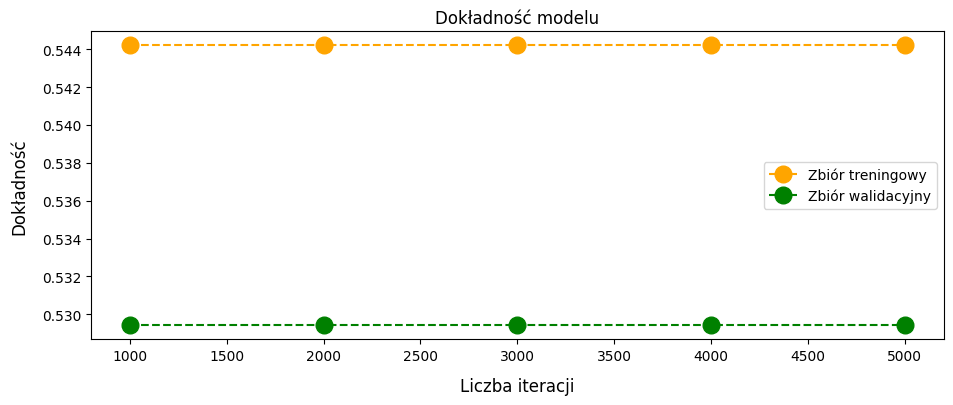 Dokładność modelu
Dokładność
0.544
0.542
0.540
0.538
0.536
0.534
0.532
0.530
Zbiór treningowy
Zbiór walidacyjny
1000 1500 2000 2500 3000 3500 4000 4500 5000
Liczba iteracji